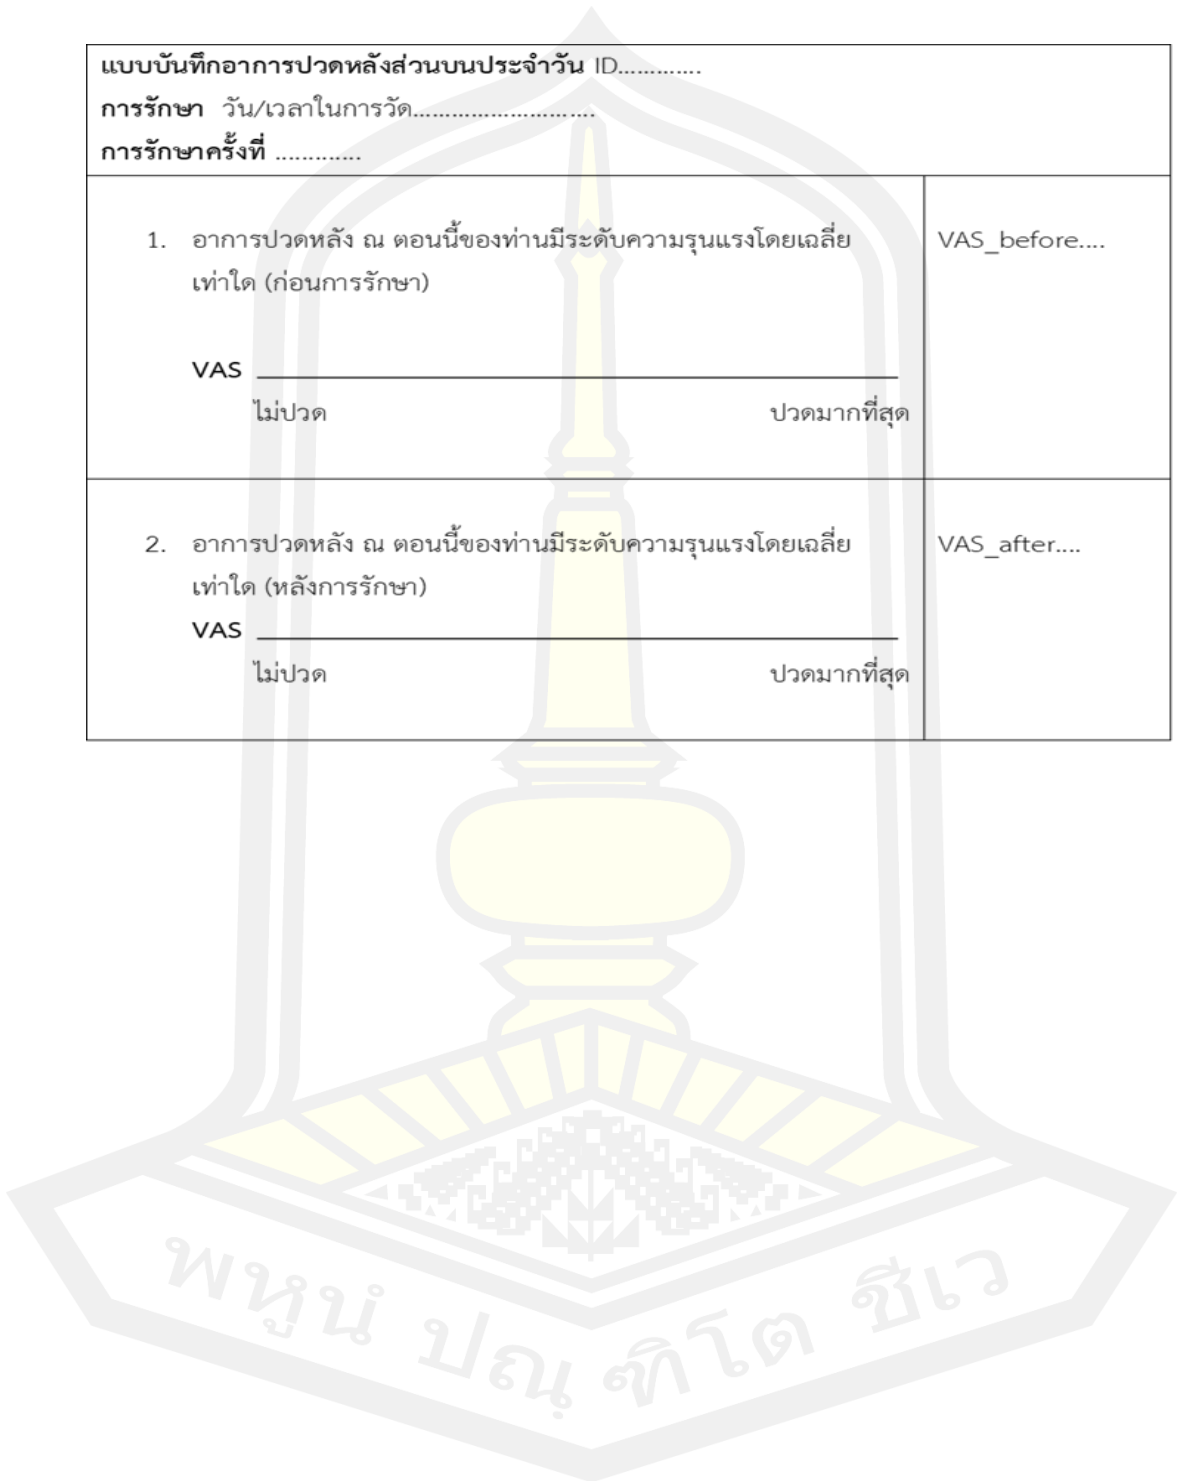 แบบบันทึกอาการปวดหลังส่วนบนประจำวัน ID.............
การรักษา วัน/เวลาในการวัด............................
การรักษาครั้งที่ .............
1. อาการปวดหลัง ณ ตอนนี้ของท่านมีระดับความรุนแรงโดยเฉลี่ย
เท่าใด (ก่อนการรักษา)
VAS_before....
VAS
ไม่ปวด ปวดมากที่สุด
2. อาการปวดหลัง ณ ตอนนี้ของท่านมีระดับความรุนแรงโดยเฉลี่ย
เท่าใด (หลังการรักษา)
VAS_after....
VAS
ไม่ปวด ปวดมากที่สุด
พหูนํ ปณฺฑิโต ชีเว